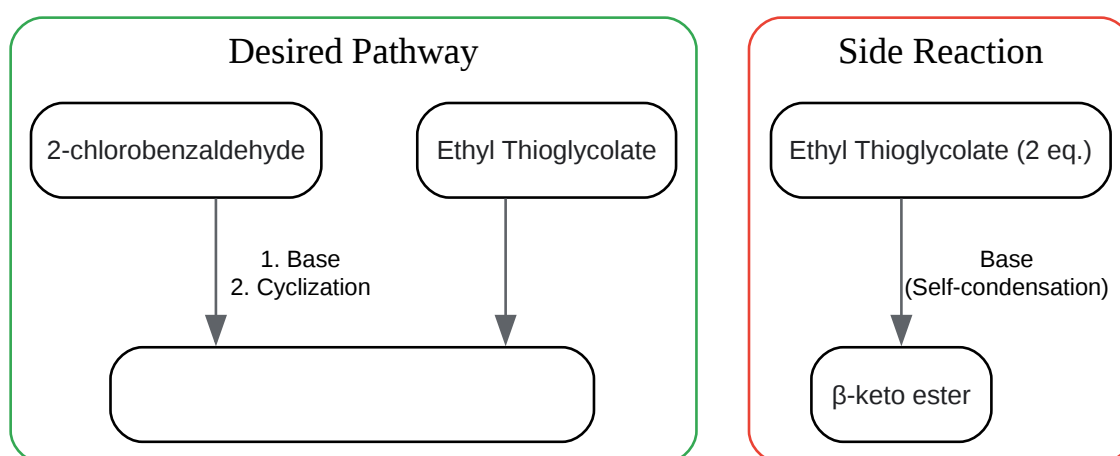 Desired Pathway
2-chlorobenzaldehyde
Ethyl Thioglycolate
1. Base
2. Cyclization
Side Reaction
Ethyl Thioglycolate (2 eq.)
Base
(Self-condensation)
β-keto ester